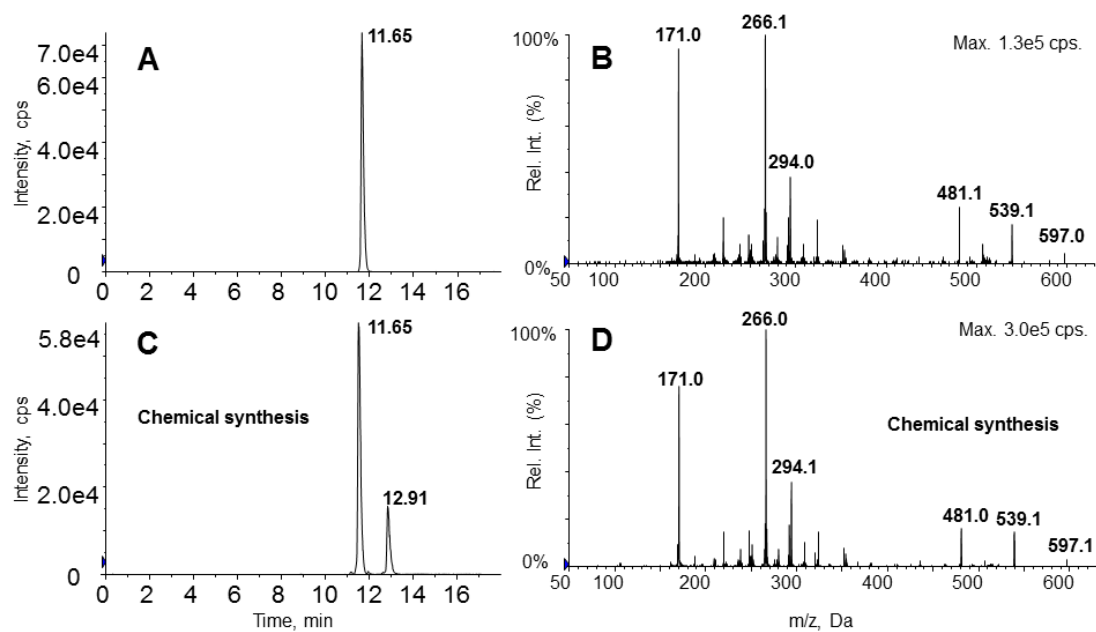 A
Intensity, cps
7.0e4
6.0e4
4.0e4
2.0e4
0
11.65
0 2 4 6 8 10 12 14 16
B
Rel. Int. (%)
100%
0%
Max. 1.3e5 cps.
171.0
266.1
294.0
481.1
539.1
597.0
50 100 200 300 400 500 600
C
Intensity, cps
5.8e4
4.0e4
2.0e4
0
11.65
12.91
Chemical synthesis
0 2 4 6 8 10 12 14 16
Time, min
D
Rel. Int. (%)
100%
0%
Max. 3.0e5 cps.
171.0
266.0
294.1
481.0
539.1
597.1
Chemical synthesis
50 100 200 300 400 500 600
m/z, Da